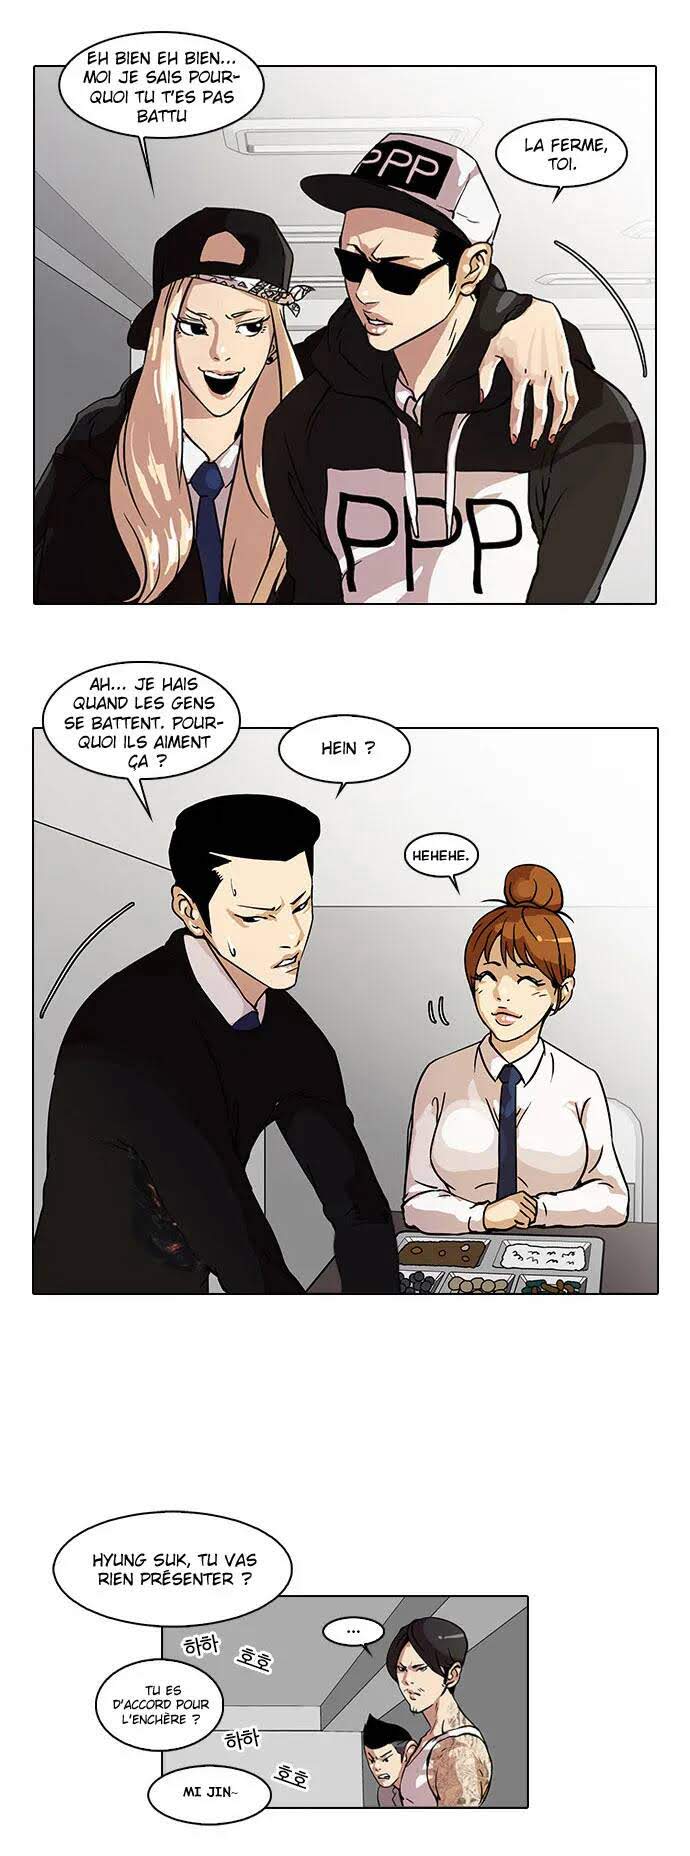 EH BIEN EH BIEN...
MOI JE SAIS POUR-
QUOI TU T'ES PAS
BATTU
LA FERME,
TOI.
PPP
PPP
AH... JE HAIS
QUAND LES GENS
SE BATTENT. POUR-
QUOI ILS AIMENT
ÇA ?
HEIN ?
HEHEHE.
HYUNG SUK, TU VAS
RIEN PRÉSENTER ?
...
하하
호호
TU ES
D'ACCORD POUR
L'ENCHÈRE ?
하하
호호
MI JIN~